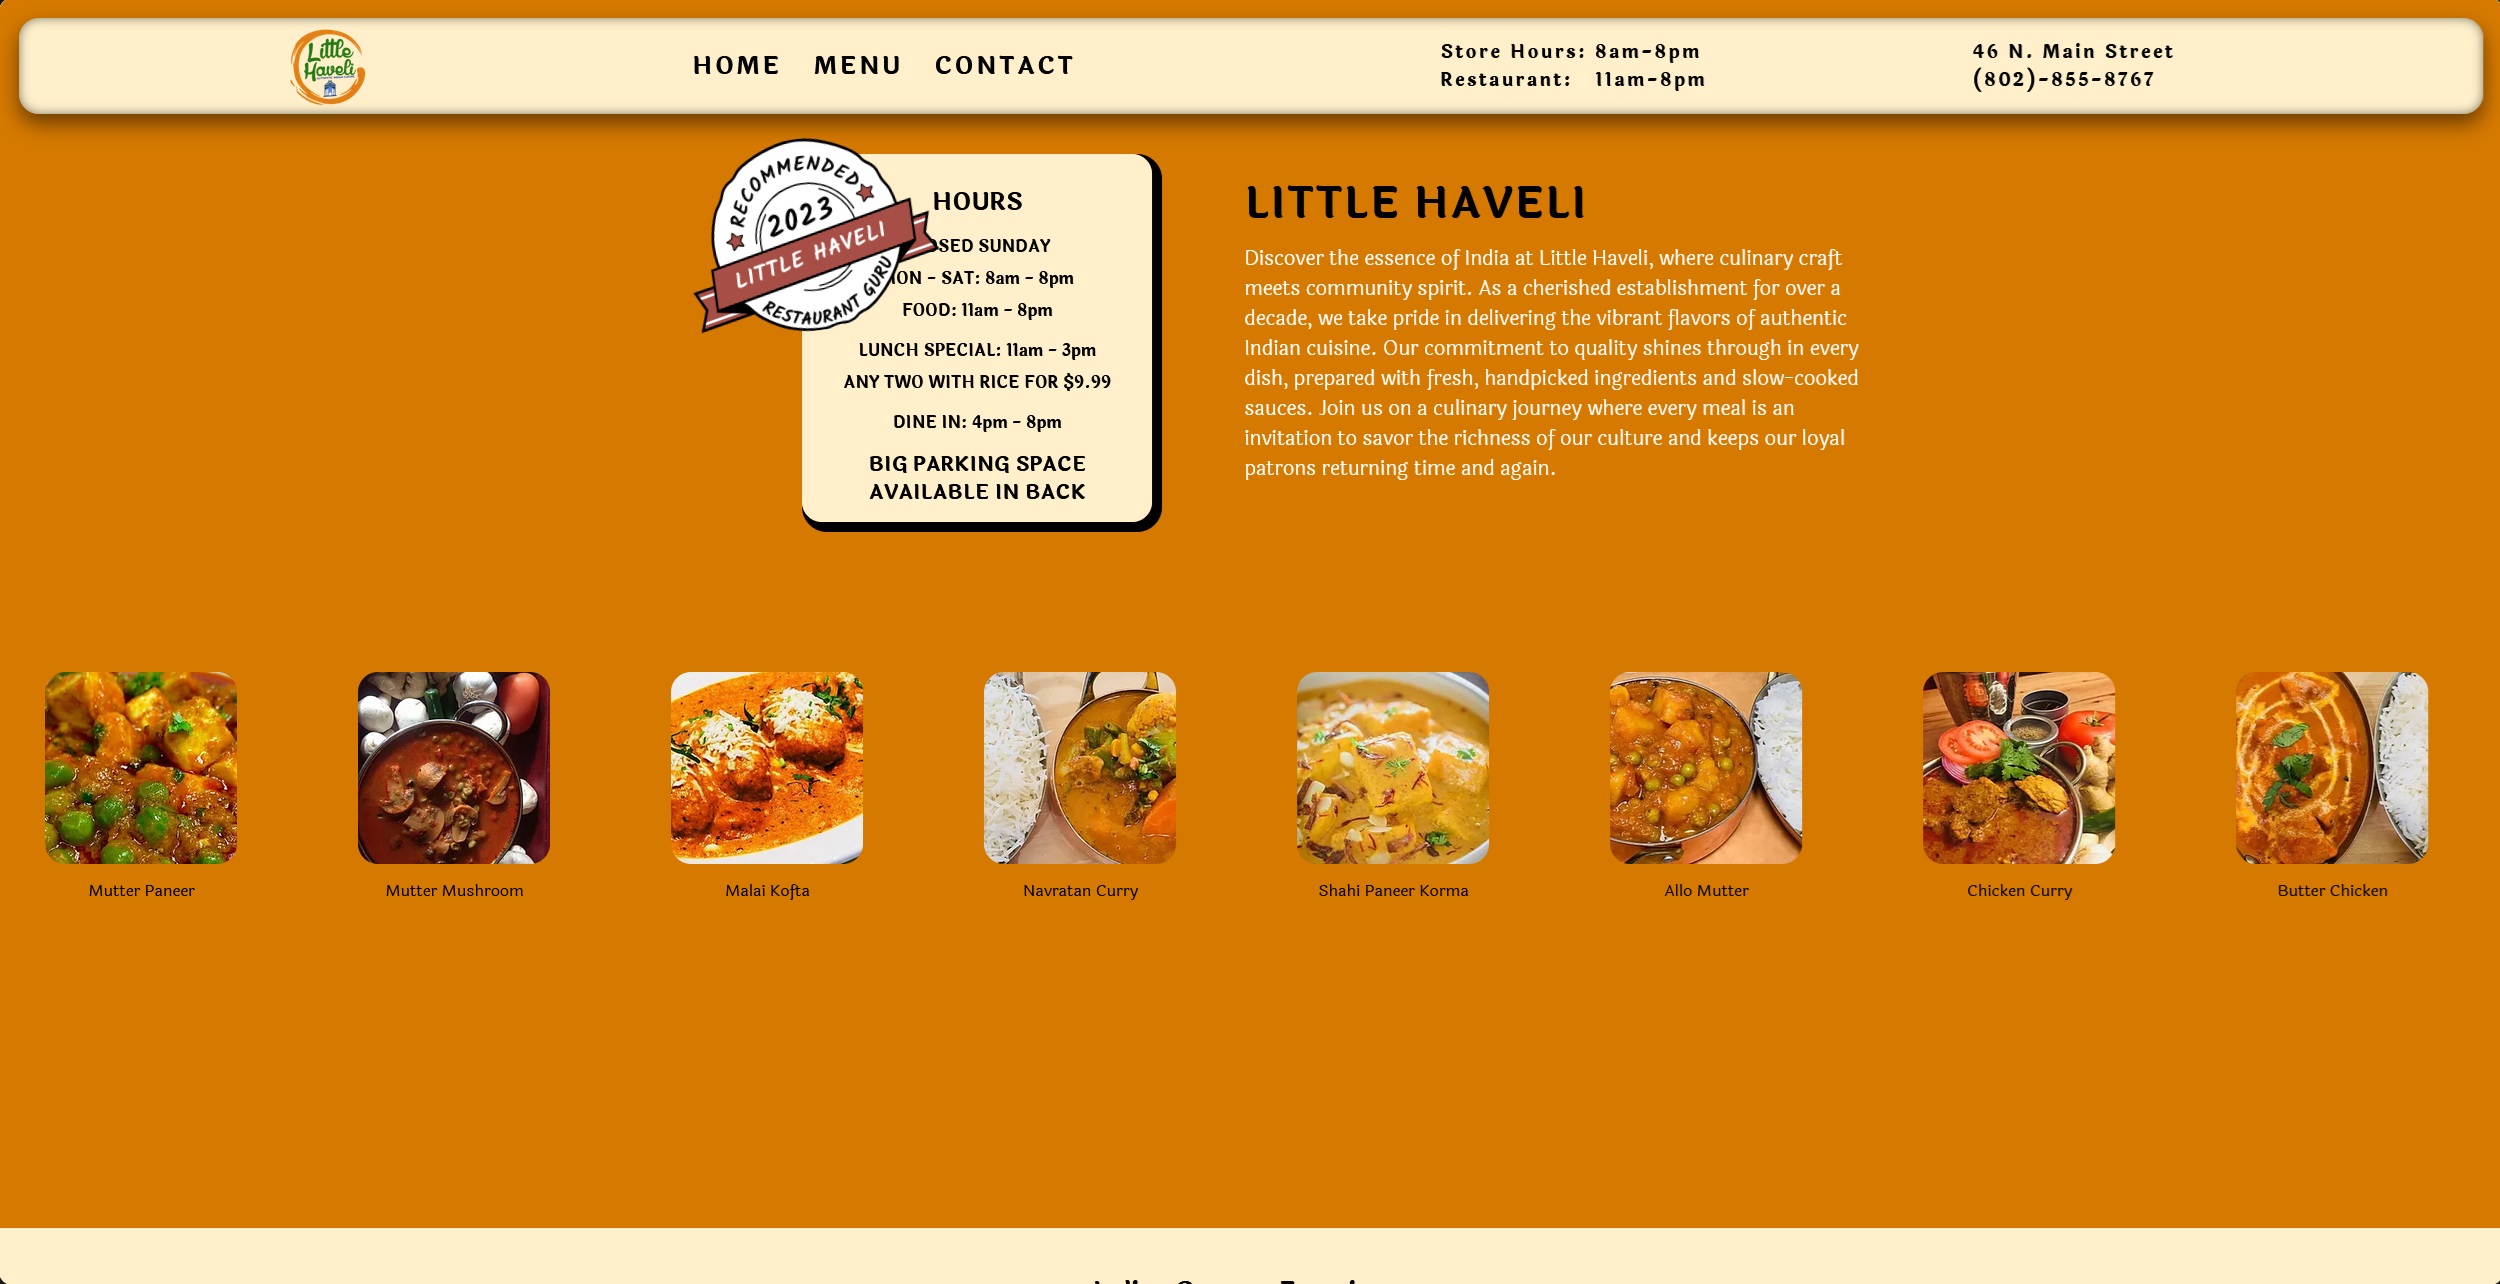 Little
Haveli
HOME MENU CONTACT
Store Hours: 8am-8pm
Restaurant: 11am-8pm
46 N. Main Street
(802)-855-8767
RECOMMENDED
2023
LITTLE HAVELI
RESTAURANT GURU
HOURS
SED SUNDAY
ON - SAT: 8am - 8pm
FOOD: 11am - 8pm
LUNCH SPECIAL: 11am - 3pm
ANY TWO WITH RICE FOR $9.99
DINE IN: 4pm - 8pm
BIG PARKING SPACE
AVAILABLE IN BACK
LITTLE HAVELI
Discover the essence of India at Little Haveli, where culinary craft
meets community spirit. As a cherished establishment for over a
decade, we take pride in delivering the vibrant flavors of authentic
Indian cuisine. Our commitment to quality shines through in every
dish, prepared with fresh, handpicked ingredients and slow-cooked
sauces. Join us on a culinary journey where every meal is an
invitation to savor the richness of our culture and keeps our loyal
patrons returning time and again.
Mutter Paneer
Mutter Mushroom
Malai Kofta
Navratan Curry
Shahi Paneer Korma
Allo Mutter
Chicken Curry
Butter Chicken